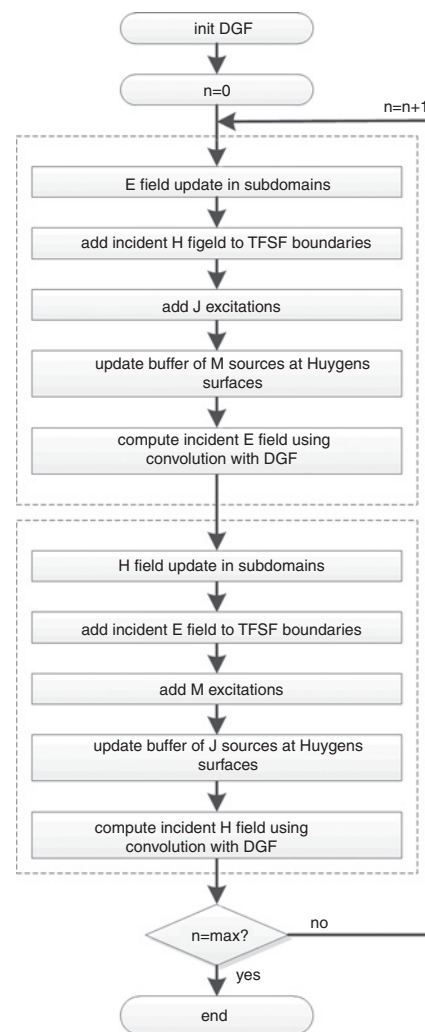 init DGF
n=0
n=n+1
E field update in subdomains
add incident H figeld to TFSF boundaries
add J excitations
update buffer of M sources at Huygens
surfaces
compute incident E field using
convolution with DGF
H field update in subdomains
add incident E field to TFSF boundaries
add M excitations
update buffer of J sources at Huygens
surfaces
compute incident H field using
convolution with DGF
n=max?
no
yes
end